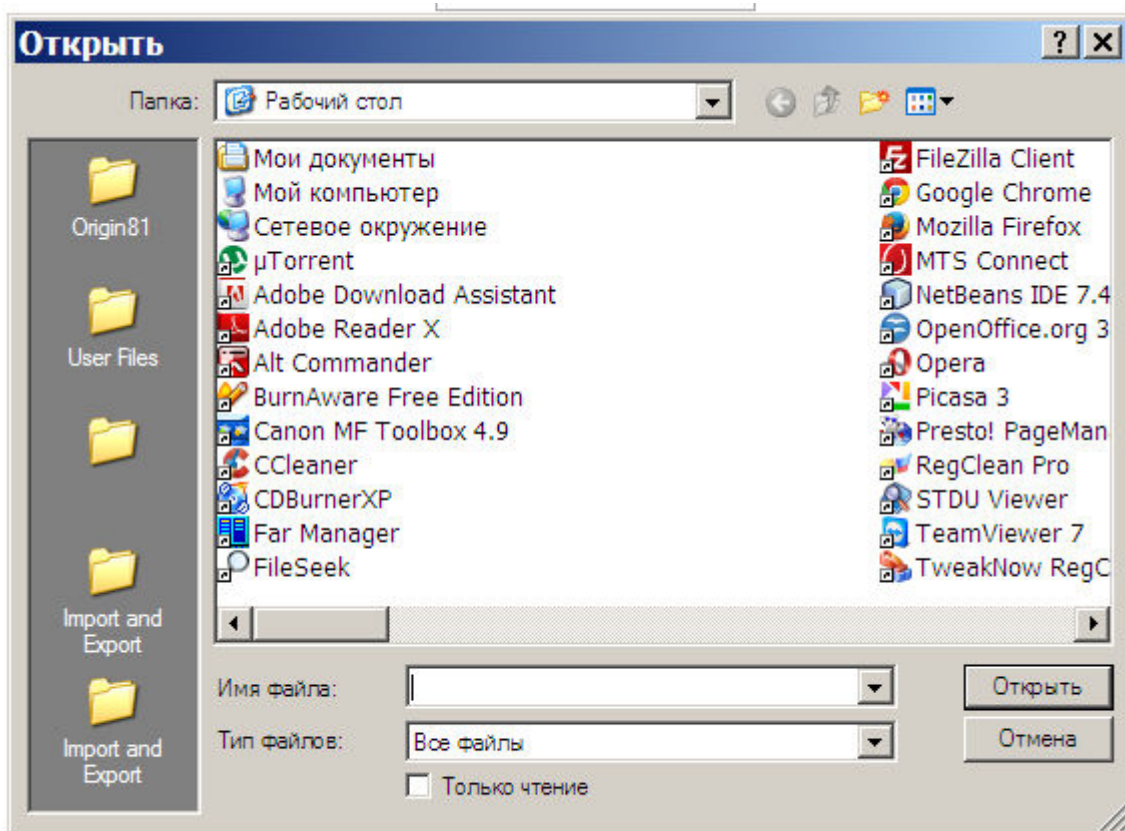 Открыть
Папка:
Рабочий стол
Origin81
User Files
Import and
Export
Import and
Export
Мои документы
Мой компьютер
Сетевое окружение
µTorrent
Adobe Download Assistant
Adobe Reader X
Alt Commander
BurnAware Free Edition
Canon MF Toolbox 4.9
CCleaner
CDBurnerXP
Far Manager
FileSeek
FileZilla Client
Google Chrome
Mozilla Firefox
MTS Connect
NetBeans IDE 7.4
OpenOffice.org 3
Opera
Picasa 3
Presto! PageMan
RegClean Pro
STDU Viewer
TeamViewer 7
TweakNow RegC
Имя файла:
Открыть
Тип файлов:
Все файлы
Отмена
Только чтение